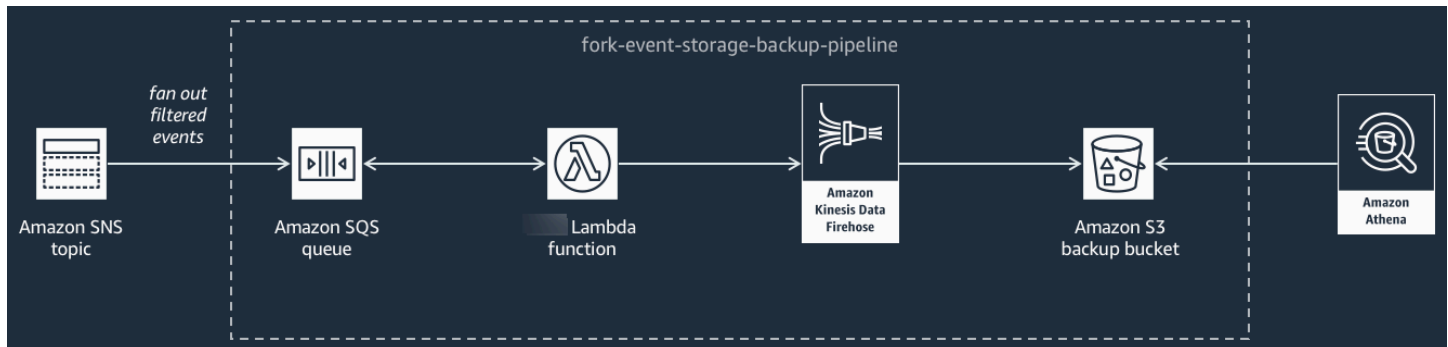 fork-event-storage-backup-pipeline
fan out
filtered
events
Amazon SNS
topic
Amazon SQS
queue
Lambda
function
Amazon
Kinesis Data
Firehose
Amazon S3
backup bucket
Amazon
Athena